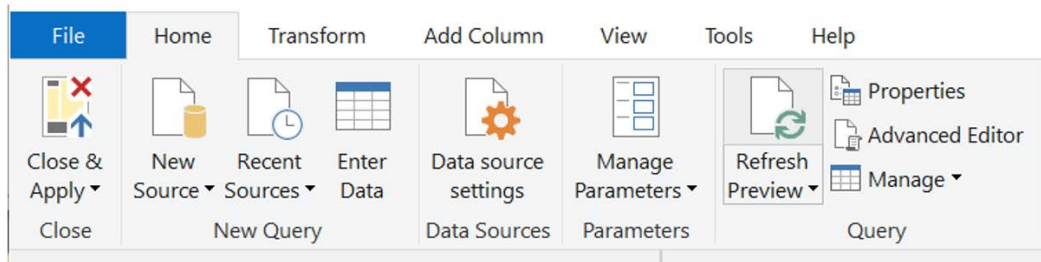 File Home Transform Add Column View Tools Help
Close & Apply
New Source
Recent Sources
Enter Data
Data source settings
Manage Parameters
Refresh Preview
Properties
Advanced Editor
Manage
Close New Query Data Sources Parameters Query